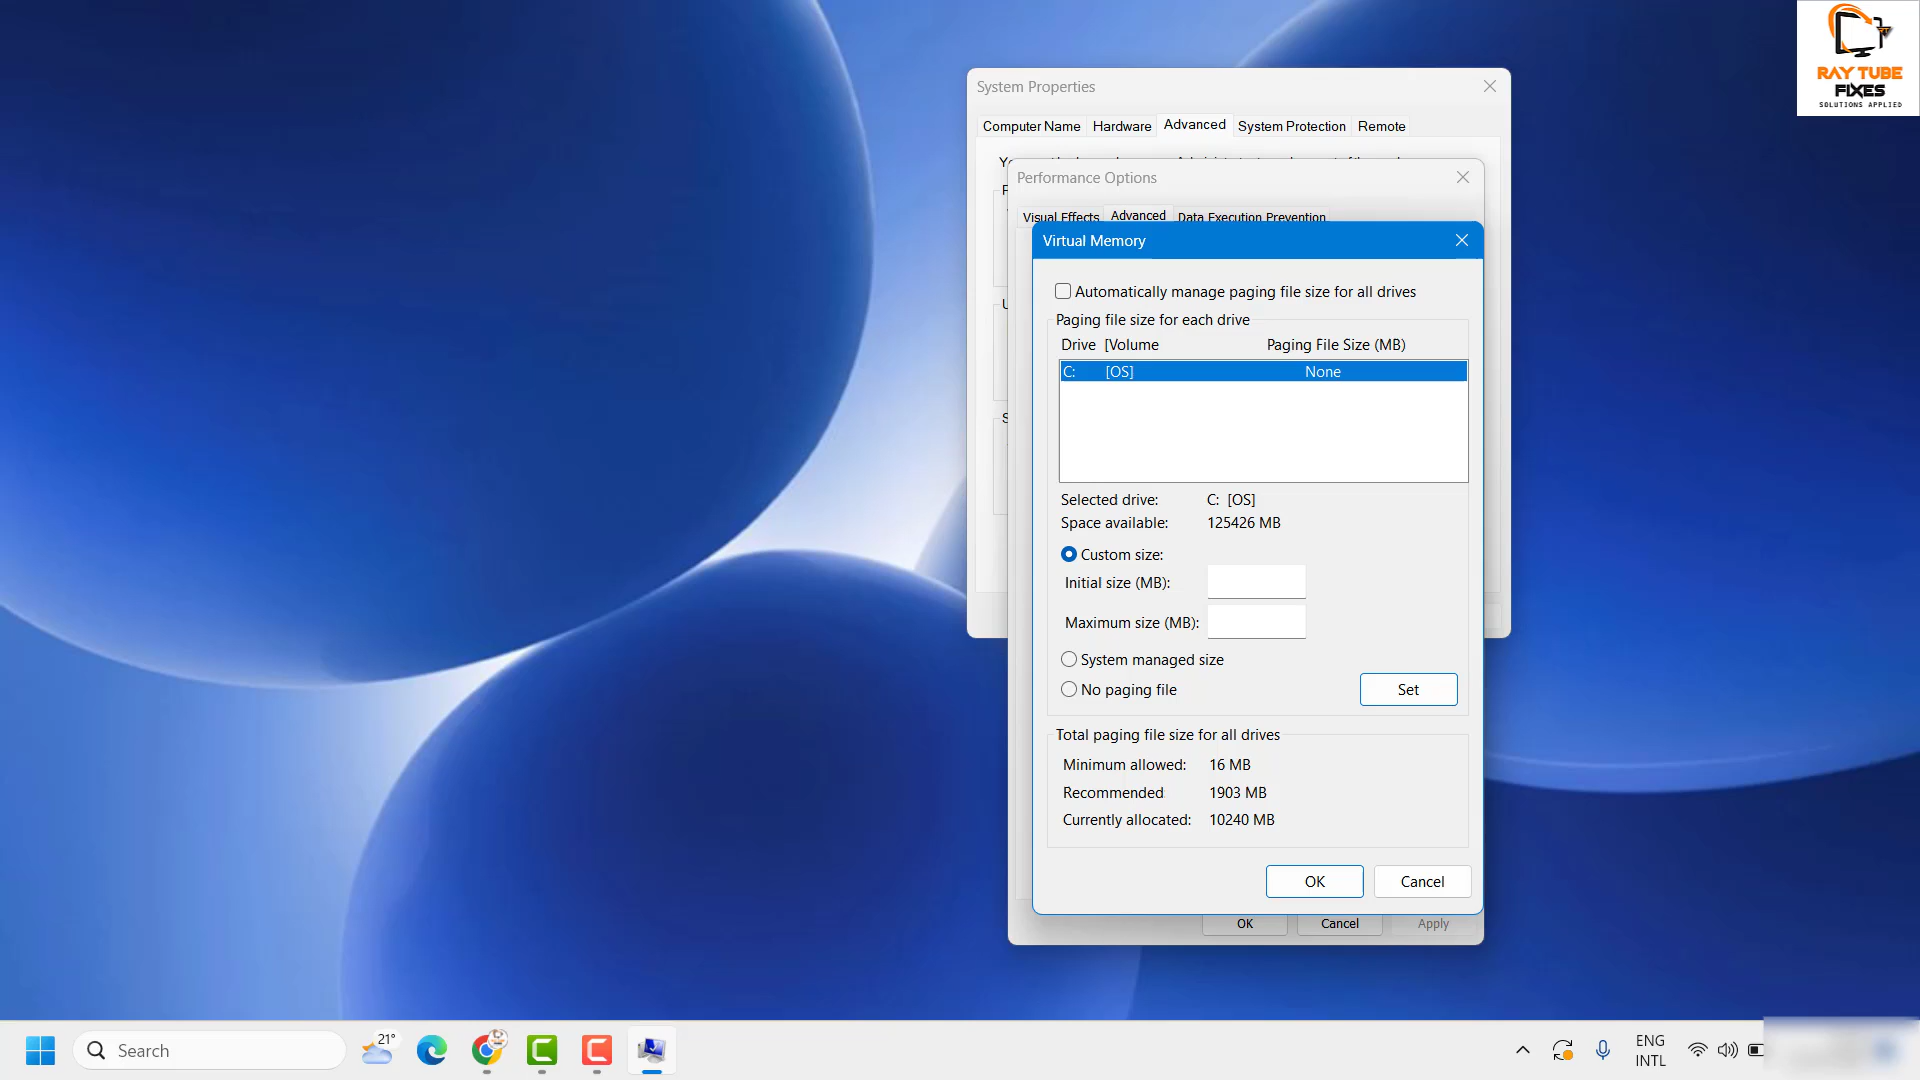 RAY TUBE
FIXES
SOLUTIONS APPLIED
System Properties
Computer Name Hardware Advanced System Protection Remote
Performance Options
Visual Effects Advanced Data Execution Prevention
Virtual Memory
Automatically manage paging file size for all drives
Paging file size for each drive
Drive [Volume Paging File Size (MB)
C: [OS] None
Selected drive: C: [OS]
Space available: 125426 MB
Custom size:
Initial size (MB):
Maximum size (MB):
System managed size
No paging file Set
Total paging file size for all drives
Minimum allowed: 16 MB
Recommended 1903 MB
Currently allocated: 10240 MB
OK Cancel
OK Cancel Apply
Search 21° ENG
INTL